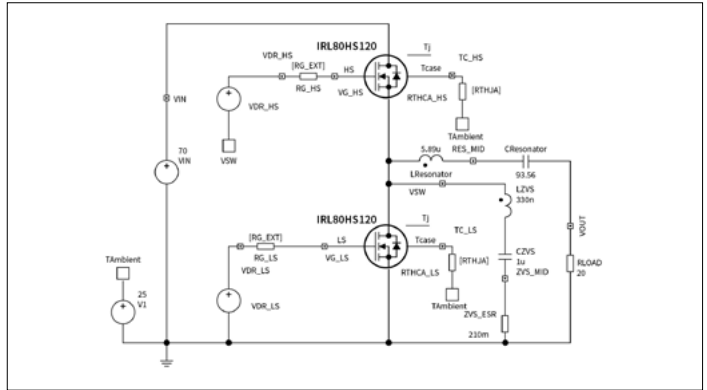 IRL80HS120
Tj
VDR_HS
[RG_EXT]
HS
Tcase
TC_HS
RG_HS
VG_HS
RTHCA_HS
[RTHJA]
VDR_HS
VIN
TAmbient
VSW
70
VIN
5.89u
RES_MID
CResonator
LResonator
93.56
VSW
LZVS
330n
IRL80HS120
Tj
[RG_EXT]
LS
Tcase
TC_LS
VOUT
RG_LS
VG_LS
RTHCA_LS
[RTHJA]
VDR_LS
CZVS
1u
ZVS_MID
RLOAD
20
TAmbient
25
V1
VDR_LS
TAmbient
ZVS_ESR
210m